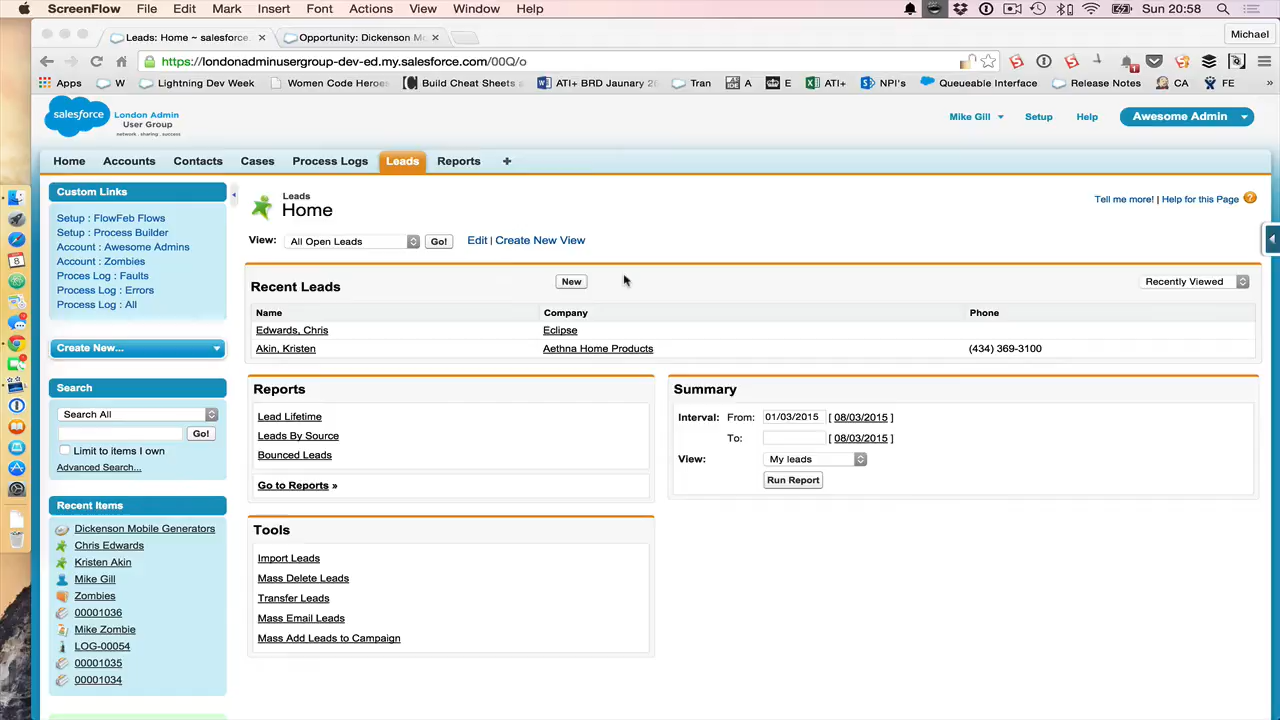 ScreenFlow File Edit Mark Insert Font Actions View Window Help Sun 20:58
Leads: Home ~ salesforce. Opportunity: Dickenson Mo Michael
https://londonadminusergroup-dev-ed.my.salesforce.com/00Q/o
Apps W Lightning Dev Week Women Code Heroes Build Cheat Sheets ATI+ BRD Jaunary 20 Tran A E ATI+ NPI's Queueable Interface Release Notes CA FE »
salesforce London Admin
User Group
network . sharing . success
Mike Gill Setup Help Awesome Admin
Home Accounts Contacts Cases Process Logs Leads Reports +
Custom Links
Setup : FlowFeb Flows
Setup : Process Builder
Account : Awesome Admins
Account : Zombies
Proces Log : Faults
Process Log : Errors
Process Log : All
Create New...
Search
Search All
Go!
Limit to items I own
Advanced Search...
Recent Items
Dickenson Mobile Generators
Chris Edwards
Kristen Akin
Mike Gill
Zombies
00001036
Mike Zombie
LOG-00054
00001035
00001034
Leads
Home
Tell me more! | Help for this Page ?
View: All Open Leads Go! Edit | Create New View
Recent Leads New Recently Viewed
Name Company Phone
Edwards, Chris Eclipse
Akin, Kristen Aethna Home Products (434) 369-3100
Reports
Lead Lifetime
Leads By Source
Bounced Leads
Go to Reports »
Summary
Interval: From: 01/03/2015 [ 08/03/2015 ]
To: [ 08/03/2015 ]
View: My leads
Run Report
Tools
Import Leads
Mass Delete Leads
Transfer Leads
Mass Email Leads
Mass Add Leads to Campaign